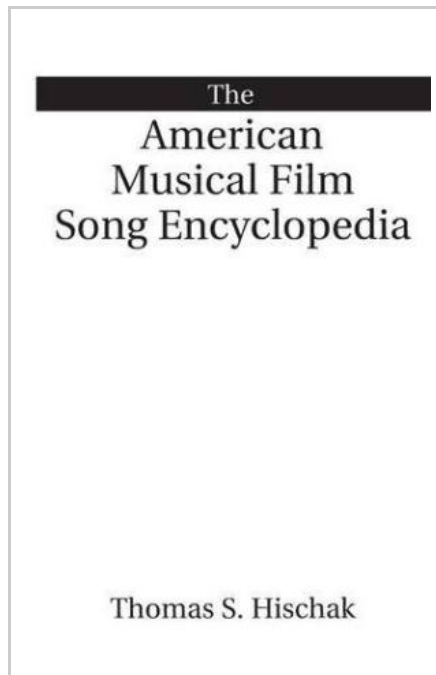 The
American
Musical Film
Song Encyclopedia
Thomas S. Hischak